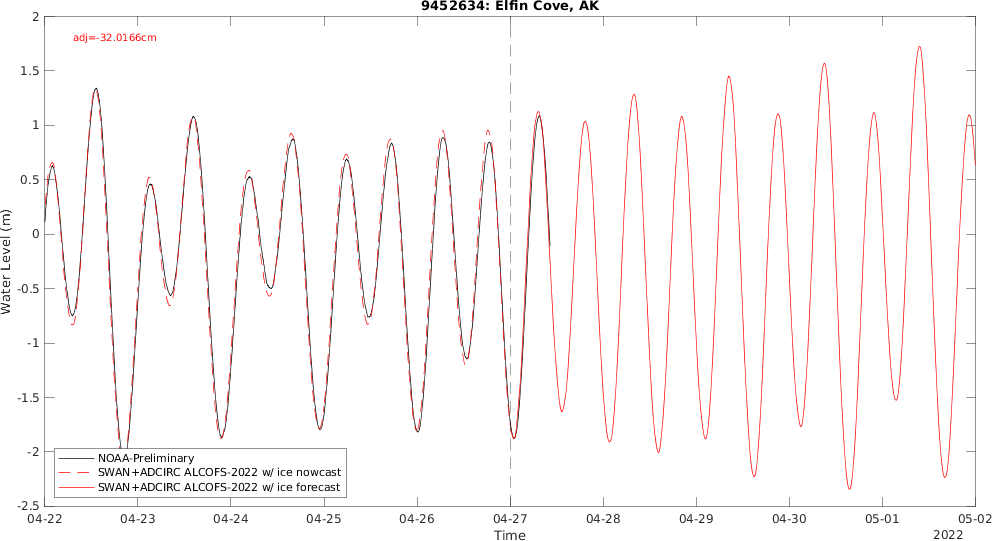 9452634: Elfin Cove, AK
adj=-32.0166cm
Water Level (m)
2
1.5
1
0.5
0
-0.5
-1
-1.5
-2
-2.5
NOAA-Preliminary
SWAN+ADCIRC ALCOFS-2022 w/ ice nowcast
SWAN+ADCIRC ALCOFS-2022 w/ ice forecast
04-22 04-23 04-24 04-25 04-26 04-27 04-28 04-29 04-30 05-01 05-02
Time
2022